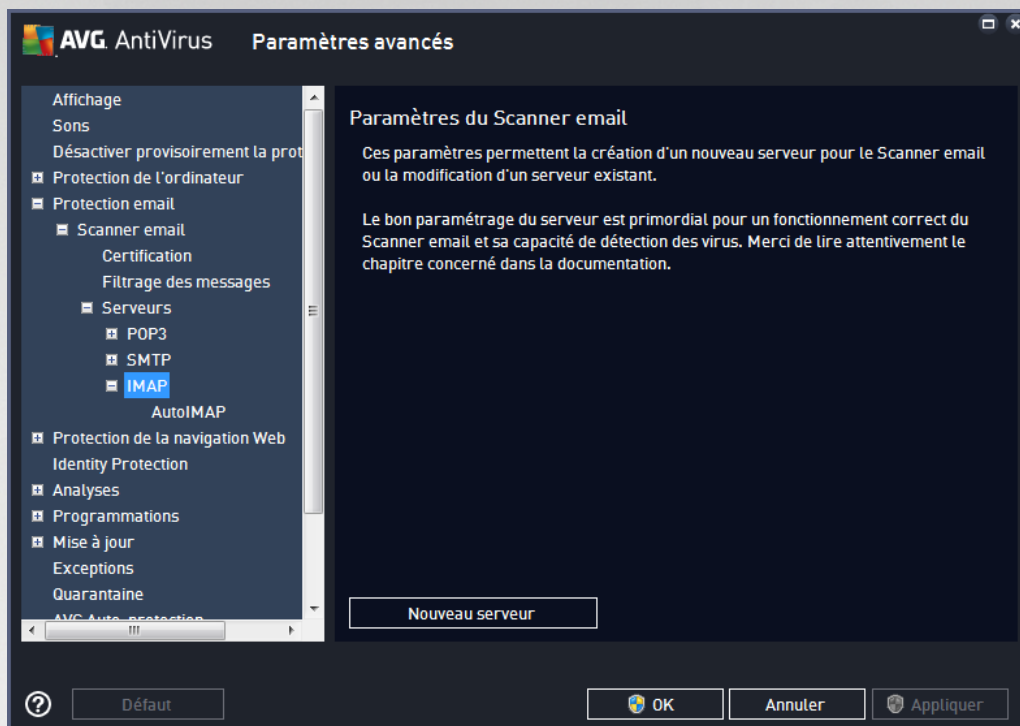 AVG. AntiVirus Paramètres avancés
Affichage
Sons
Désactiver provisoirement la prot
Protection de l'ordinateur
Protection email
Scanner email
Certification
Filtrage des messages
Serveurs
POP3
SMTP
IMAP
AutoIMAP
Protection de la navigation Web
Identity Protection
Analyses
Programmations
Mise à jour
Exceptions
Quarantaine
AVG Auto-protection
Paramètres du Scanner email
Ces paramètres permettent la création d'un nouveau serveur pour le Scanner email
ou la modification d'un serveur existant.
Le bon paramétrage du serveur est primordial pour un fonctionnement correct du
Scanner email et sa capacité de détection des virus. Merci de lire attentivement le
chapitre concerné dans la documentation.
Nouveau serveur
Défaut
OK
Annuler
Appliquer